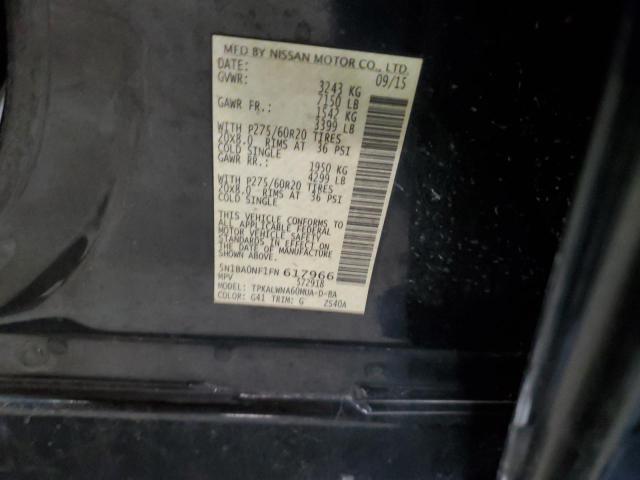 MFD BY NISSAN MOTOR CO., LTD.
DATE: 09/15
GVWR: 3243 KG
7150 LB
GAWR FR.: 1542 KG
3399 LB
WITH P275/60R20 TIRES
20X8.0 RIMS AT 36 PSI
COLD SINGLE
GAWR RR.: 1950 KG
4299 LB
WITH P275/60R20 TIRES
20X8.0 RIMS AT 36 PSI
COLD SINGLE
THIS VEHICLE CONFORMS TO
ALL APPLICABLE FEDERAL
MOTOR VEHICLE SAFETY
STANDARDS IN EFFECT ON
THE DATE OF MANUFACTURE
SHOWN ABOVE.
5N1BA0NF1FN 617966
MPV 572918
MODEL: TPKALWNA60MUA-D-BA
COLOR: G41 TRIM: G ZS40A